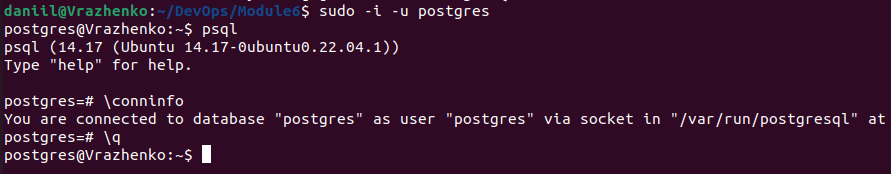 daniil@Vrazhenko:~/DevOps/Module6$ sudo -i -u postgres
postgres@Vrazhenko:~$ psql
psql (14.17 (Ubuntu 14.17-0ubuntu0.22.04.1))
Type "help" for help.
postgres=# \conninfo
You are connected to database "postgres" as user "postgres" via socket in "/var/run/postgresql" at
postgres=# \q
postgres@Vrazhenko:~$